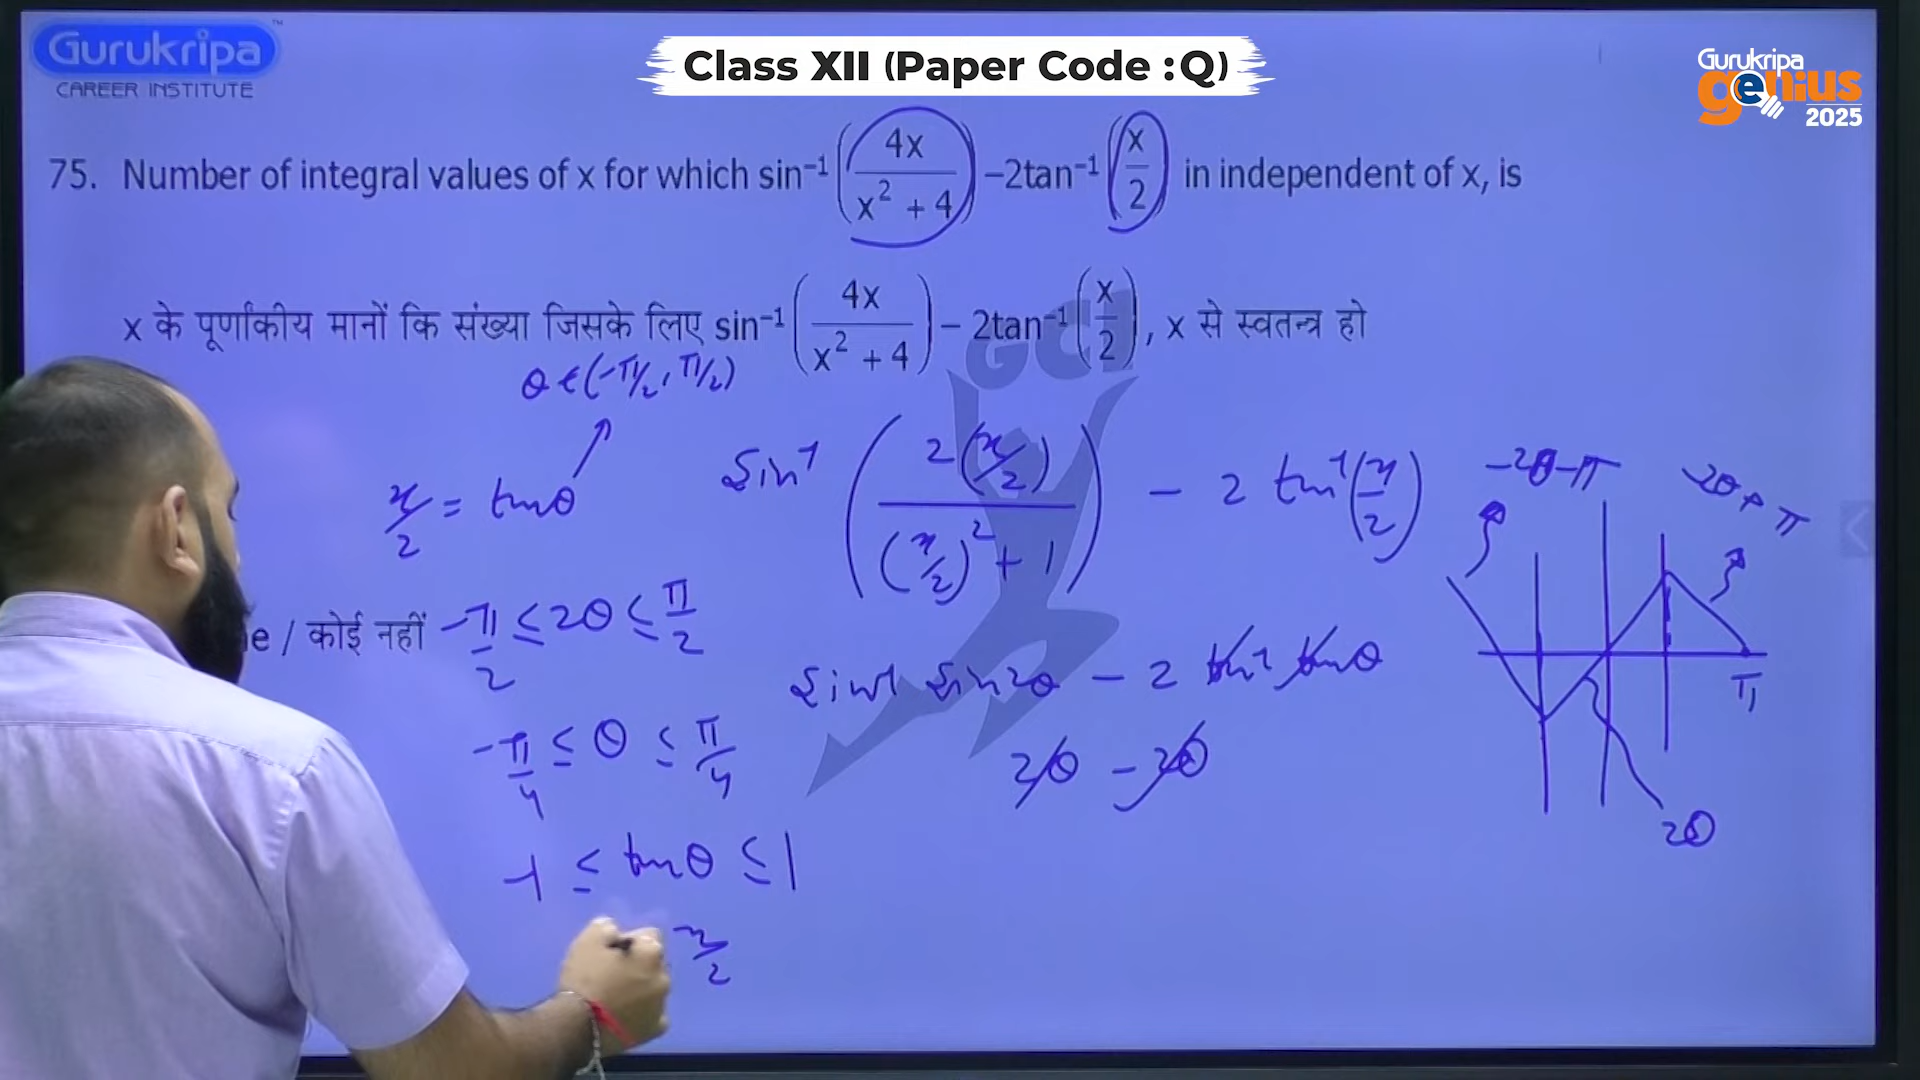 Gurukripa™
CAREER INSTITUTE
Class XII (Paper Code : Q)
Gurukripa
genius
2025
75. Number of integral values of x for which sin⁻¹(4x/(x² + 4)) –2tan⁻¹(x/2) in independent of x, is
x के पूर्णांकीय मानों कि संख्या जिसके लिए sin⁻¹(4x/(x² + 4)) – 2tan⁻¹(x/2), x से स्वतन्त्र हो
GCI
θ ∈ (-π/2, π/2)
x/2 = tanθ
sin⁻¹(2(x/2)/((x/2)² + 1)) – 2 tan⁻¹(x/2)
-2θ-π
-2θ+π
e / कोई नहीं
-π/2 ≤ 2θ ≤ π/2
sin⁻¹ sin2θ – 2 tan⁻¹ tanθ
π
-π/4 ≤ θ ≤ π/4
2θ – 2θ
2θ
-1 ≤ tanθ ≤ 1
x/2